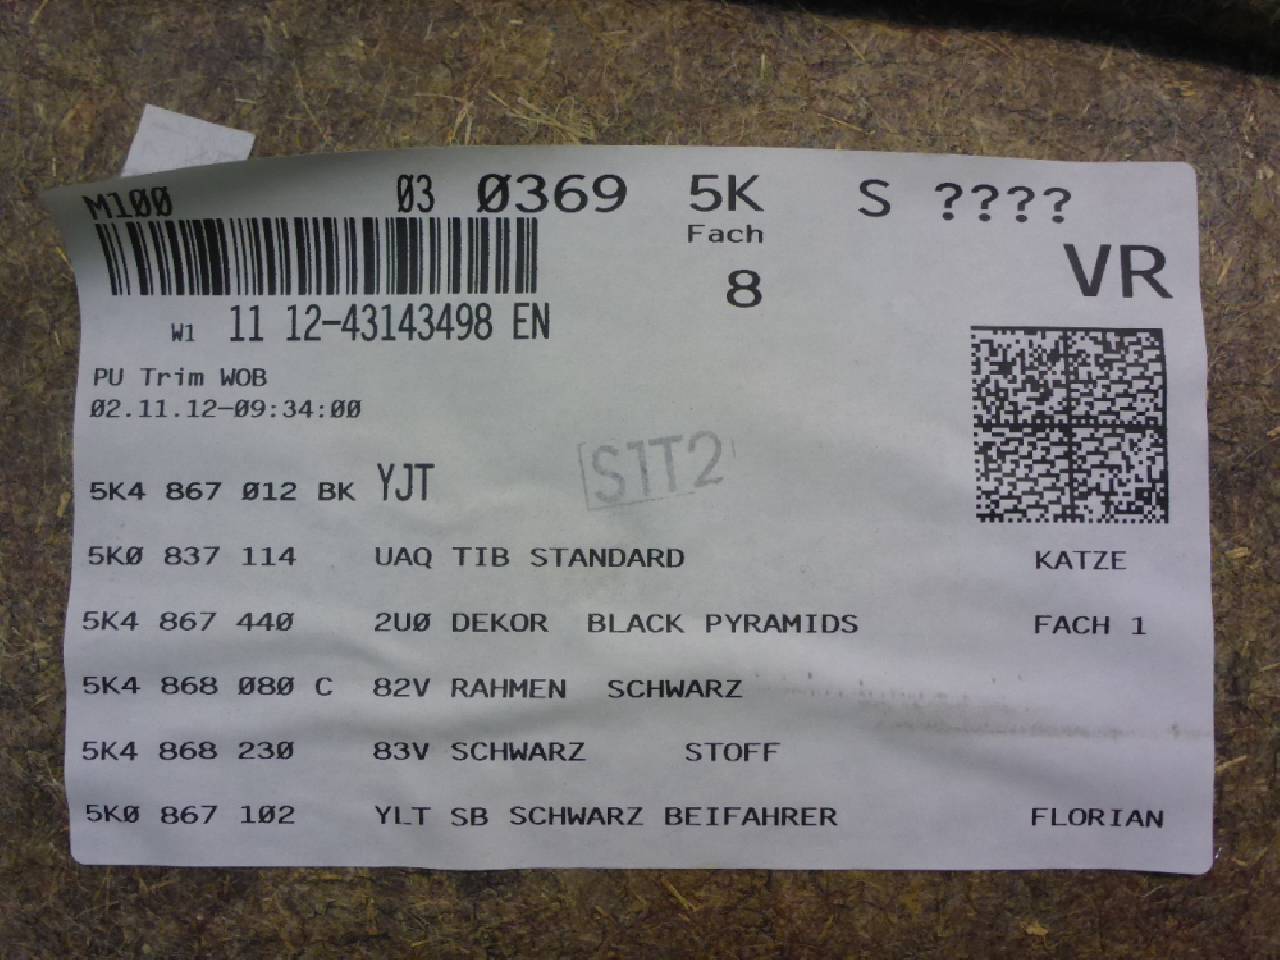 M100 03 0369 5K S ????
Fach
VR
8
W1 11 12-43143498 EN
PU Trim WOB
02.11.12-09:34:00
S1T2
5K4 867 012 BK YJT
5K0 837 114 UAQ TIB STANDARD KATZE
5K4 867 440 2U0 DEKOR BLACK PYRAMIDS FACH 1
5K4 868 080 C 82V RAHMEN SCHWARZ
5K4 868 230 83V SCHWARZ STOFF
5K0 867 102 YLT SB SCHWARZ BEIFAHRER FLORIAN